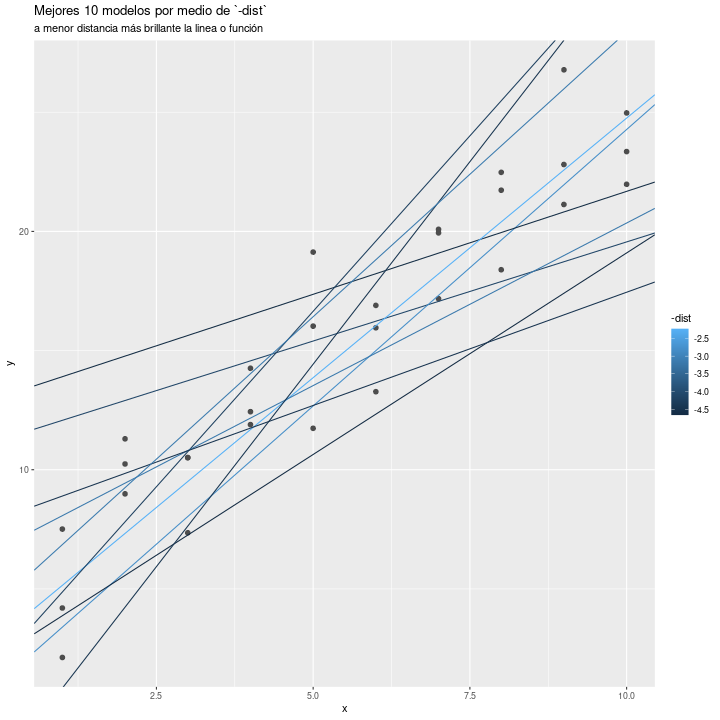 Mejores 10 modelos por medio de `-dist`
a menor distancia más brillante la linea o función
20
10
y
2.5
5.0
7.5
10.0
x
-dist
-2.5
-3.0
-3.5
-4.0
-4.5